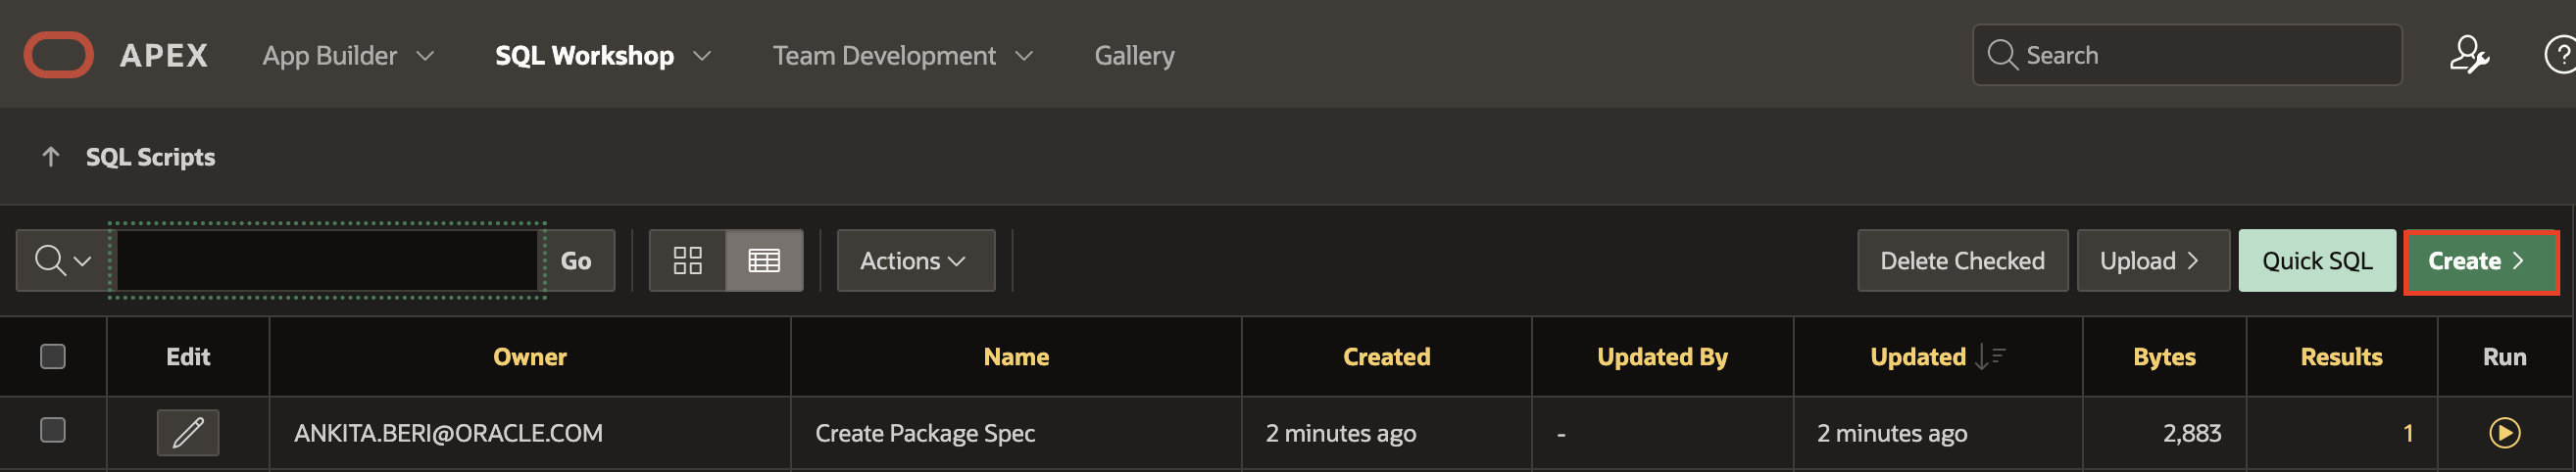 APEX App Builder SQL Workshop Team Development Gallery Search ?
SQL Scripts
Go Actions Delete Checked Upload Quick SQL Create
Edit Owner Name Created Updated By Updated Bytes Results Run
ANKITA.BERI@ORACLE.COM Create Package Spec 2 minutes ago - 2 minutes ago 2,883 1